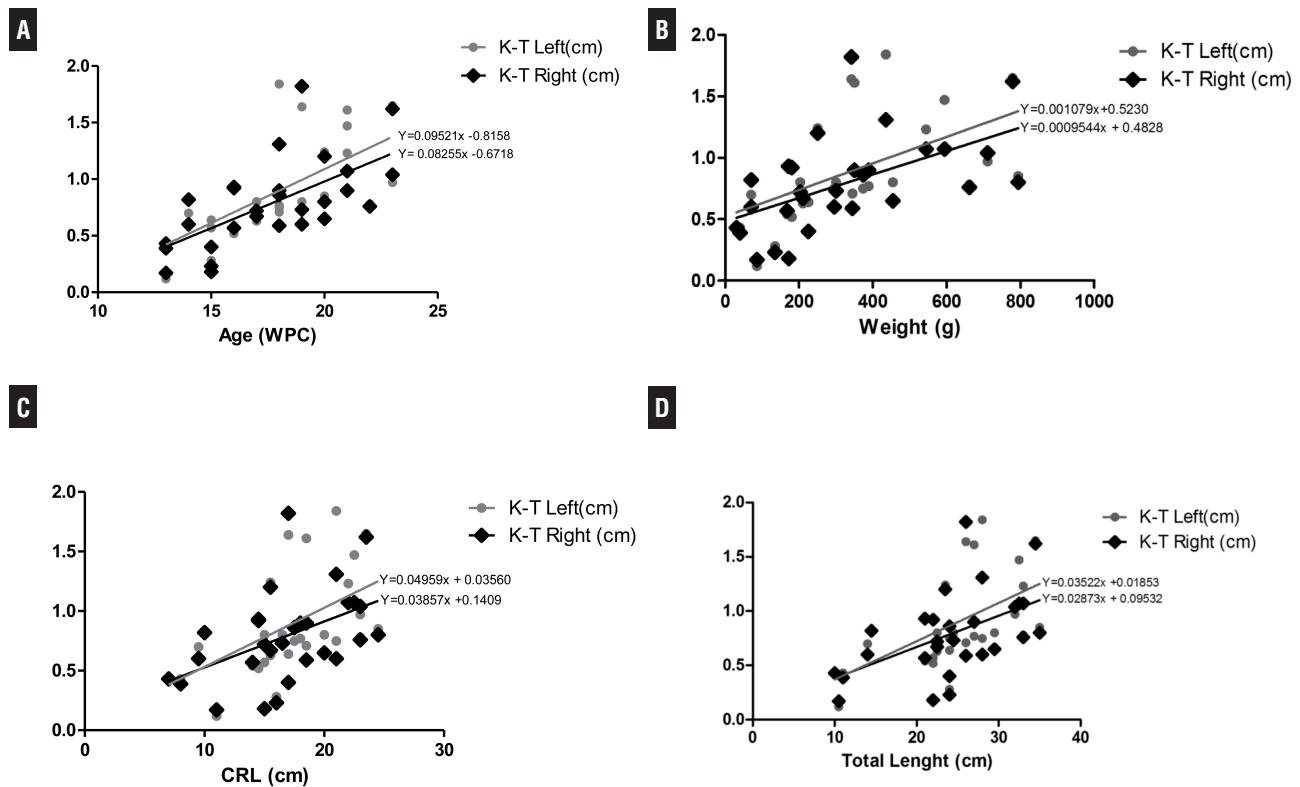 A
K-T Left(cm)
K-T Right (cm)
2.0
1.5
1.0
0.5
0.0
Y=0.09521x -0.8158
Y= 0.08255x -0.6718
10
15
20
25
Age (WPC)
B
K-T Left(cm)
K-T Right (cm)
2.0
1.5
1.0
0.5
0.0
Y=0.001079x+0.5230
Y=0.0009544x + 0.4828
0
200
400
600
800
1000
Weight (g)
C
K-T Left(cm)
K-T Right (cm)
2.0
1.5
1.0
0.5
0.0
Y=0.04959x + 0.03560
Y=0.03857x +0.1409
0
10
20
30
CRL (cm)
D
K-T Left(cm)
K-T Right (cm)
2.0
1.5
1.0
0.5
0.0
Y=0.03522x +0.01853
Y=0.02873x + 0.09532
0
10
20
30
40
Total Lenght (cm)